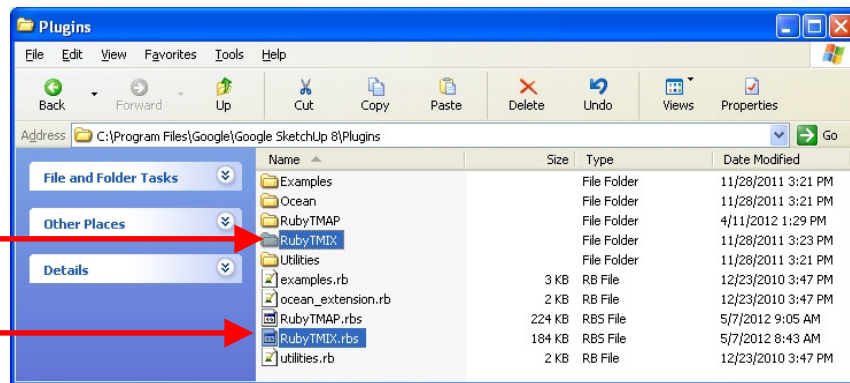 Plugins
File Edit View Favorites Tools Help
Back Forward Up Cut Copy Paste Delete Undo Views Properties
Address C:\Program Files\Google\Google SketchUp 8\Plugins Go
File and Folder Tasks
Other Places
Details
Name Size Type Date Modified
Examples File Folder 11/28/2011 3:21 PM
Ocean File Folder 11/28/2011 3:21 PM
RubyTMAP File Folder 4/11/2012 1:29 PM
RubyTMIX File Folder 11/28/2011 3:23 PM
Utilities File Folder 11/28/2011 3:21 PM
examples.rb 3 KB RB File 12/23/2010 3:47 PM
ocean_extension.rb 2 KB RB File 12/23/2010 3:47 PM
RubyTMAP.rbs 224 KB RBS File 5/7/2012 9:05 AM
RubyTMIX.rbs 184 KB RBS File 5/7/2012 8:43 AM
utilities.rb 2 KB RB File 12/23/2010 3:47 PM